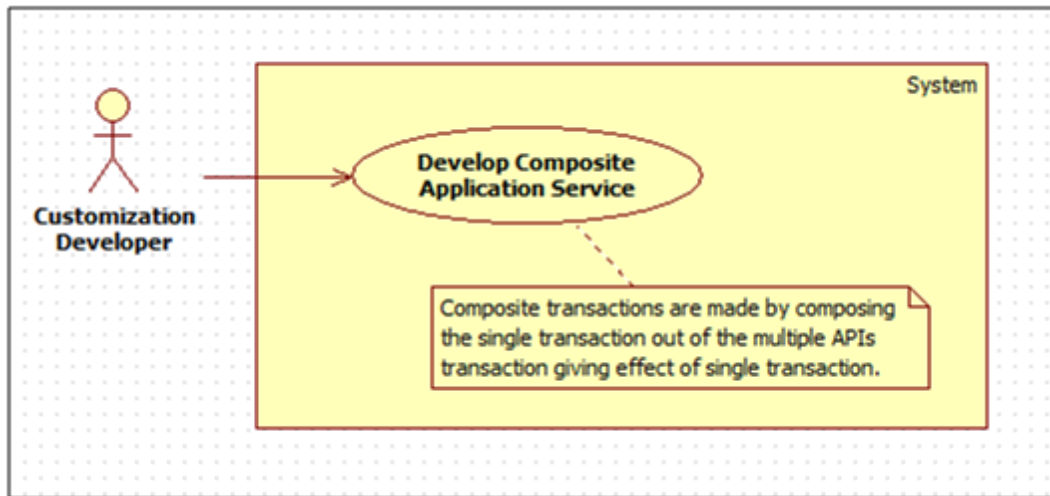 System
Develop Composite
Application Service
Customization
Developer
Composite transactions are made by composing
the single transaction out of the multiple APIs
transaction giving effect of single transaction.